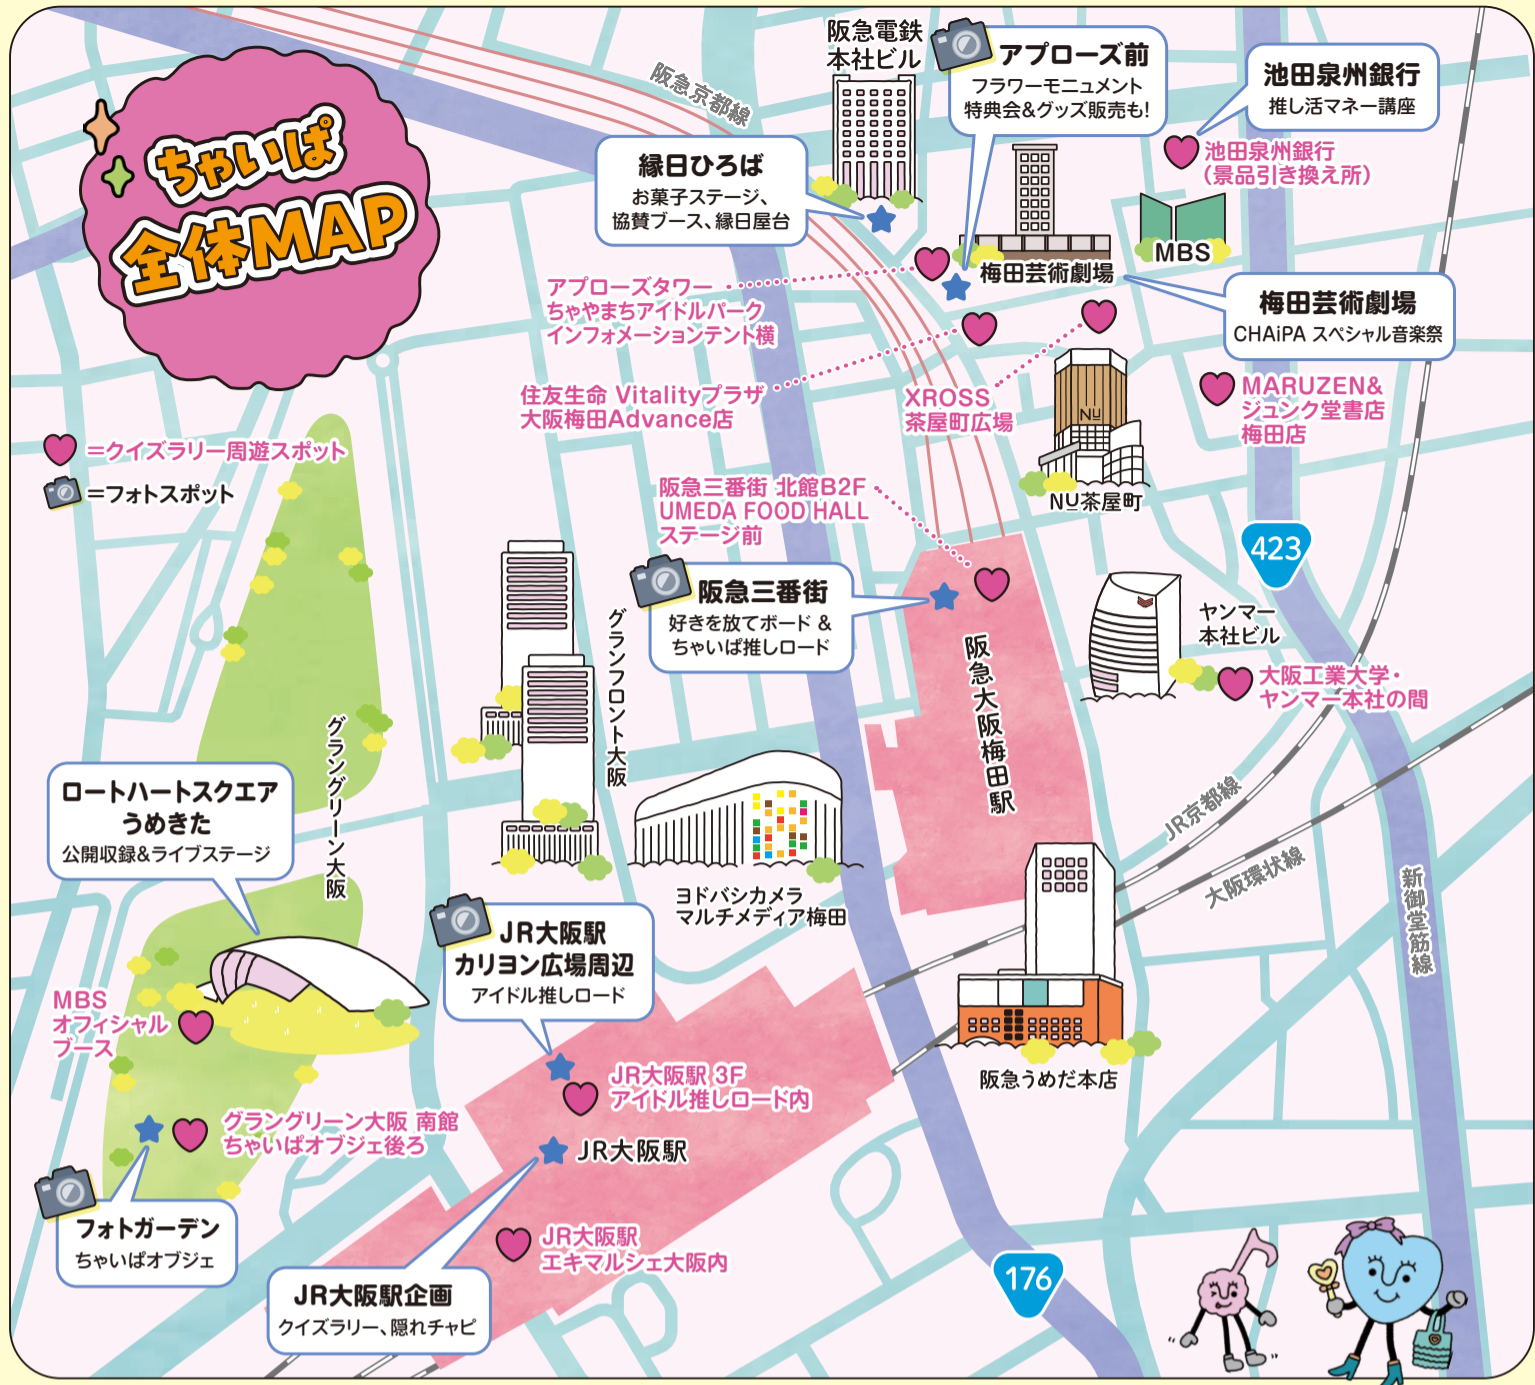 ちゃいぱ
全体MAP
=クイズラリー周遊スポット
=フォトスポット
阪急電鉄
本社ビル
阪急京都線
アプローズ前
フラワーモニュメント
特典会&グッズ販売も!
池田泉州銀行
推し活マネー講座
池田泉州銀行
(景品引き換え所)
縁日ひろば
お菓子ステージ、
協賛ブース、縁日屋台
MBS
梅田芸術劇場
梅田芸術劇場
CHAiPA スペシャル音楽祭
アプローズタワー
ちゃやまちアイドルパーク
インフォメーションテント横
住友生命 Vitalityプラザ
大阪梅田Advance店
XROSS
茶屋町広場
NU
NU茶屋町
MARUZEN&
ジュンク堂書店
梅田店
阪急三番街 北館B2F
UMEDA FOOD HALL
ステージ前
423
阪急三番街
好きを放てボード &
ちゃいぱ推しロード
阪急大阪梅田駅
ヤンマー
本社ビル
大阪工業大学・
ヤンマー本社の間
グランフロント大阪
グラングリーン大阪
ロートハートスクエア
うめきた
公開収録&ライブステージ
ヨドバシカメラ
マルチメディア梅田
JR京都線
大阪環状線
新御堂筋線
JR大阪駅
カリヨン広場周辺
アイドル推しロード
MBS
オフィシャル
ブース
JR大阪駅 3F
アイドル推しロード内
阪急うめだ本店
グラングリーン大阪 南館
ちゃいぱオブジェ後ろ
JR大阪駅
フォトガーデン
ちゃいぱオブジェ
JR大阪駅
エキマルシェ大阪内
JR大阪駅企画
クイズラリー、隠れチャピ
176